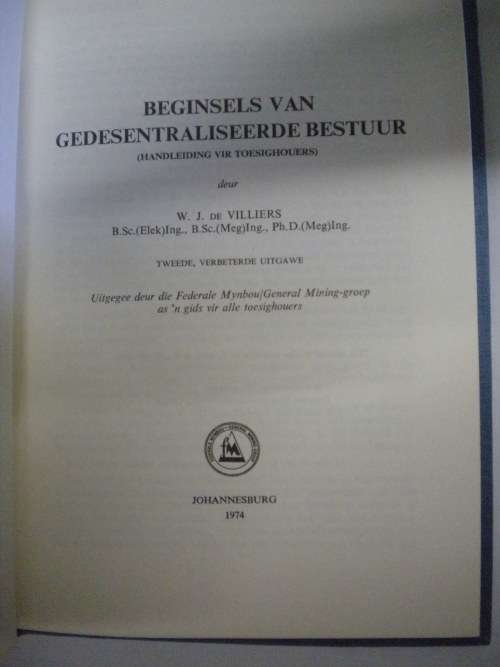 BEGINSELS VAN
GEDESENTRALISEERDE BESTUUR
(HANDLEIDING VIR TOESIGHOUERS)
deur
W. J. DE VILLIERS
B.Sc.(Elek)Ing., B.Sc.(Meg)Ing., Ph.D.(Meg)Ing.
TWEEDE, VERBETERDE UITGAWE
Uitgegee deur die Federale Mynbou/General Mining-groep
as 'n gids vir alle toesighouers
JOHANNESBURG
1974